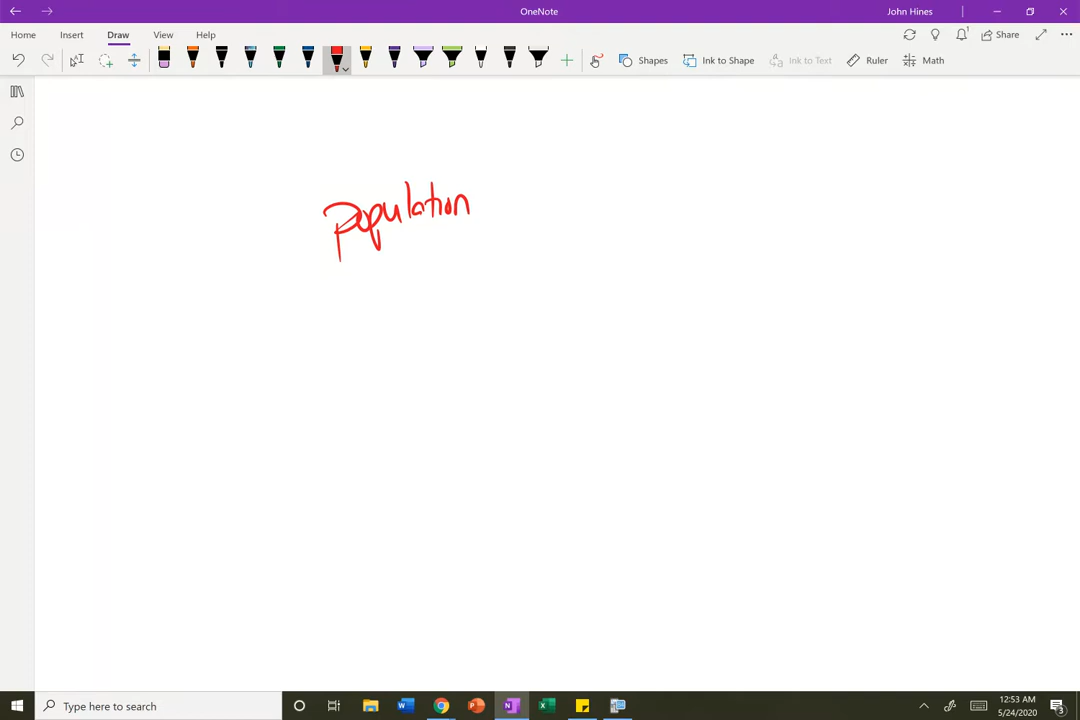 OneNote
John Hines
Home Insert Draw View Help
Share
Shapes Ink to Shape Ink to Text Ruler Math
population
Type here to search
12:53 AM
5/24/2020
3